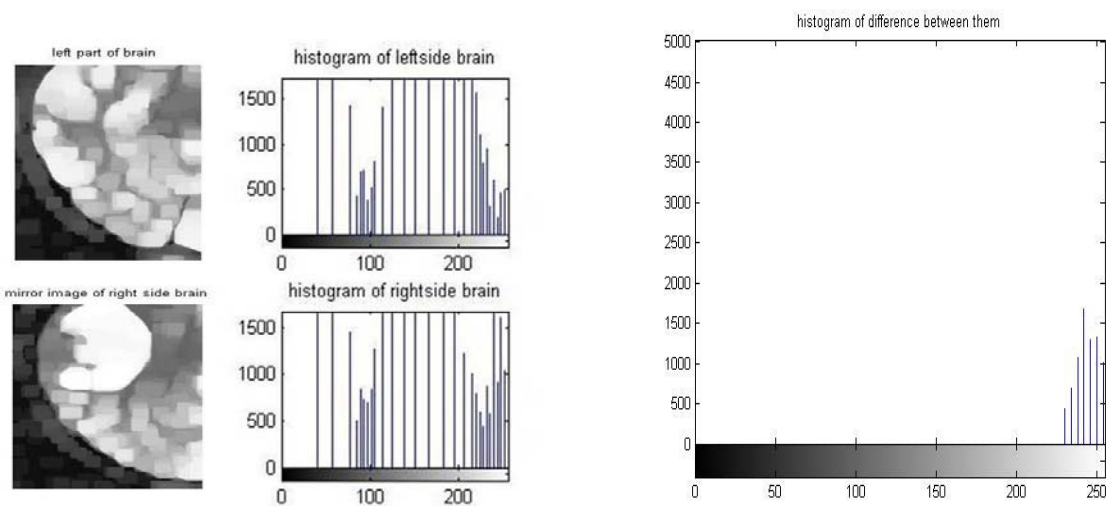 left part of brain
histogram of leftside brain
1500
1000
500
0
0 100 200
mirror image of right side brain
histogram of rightside brain
1500
1000
500
0
0 100 200
histogram of difference between them
5000
4500
4000
3500
3000
2500
2000
1500
1000
500
0
0 50 100 150 200 250